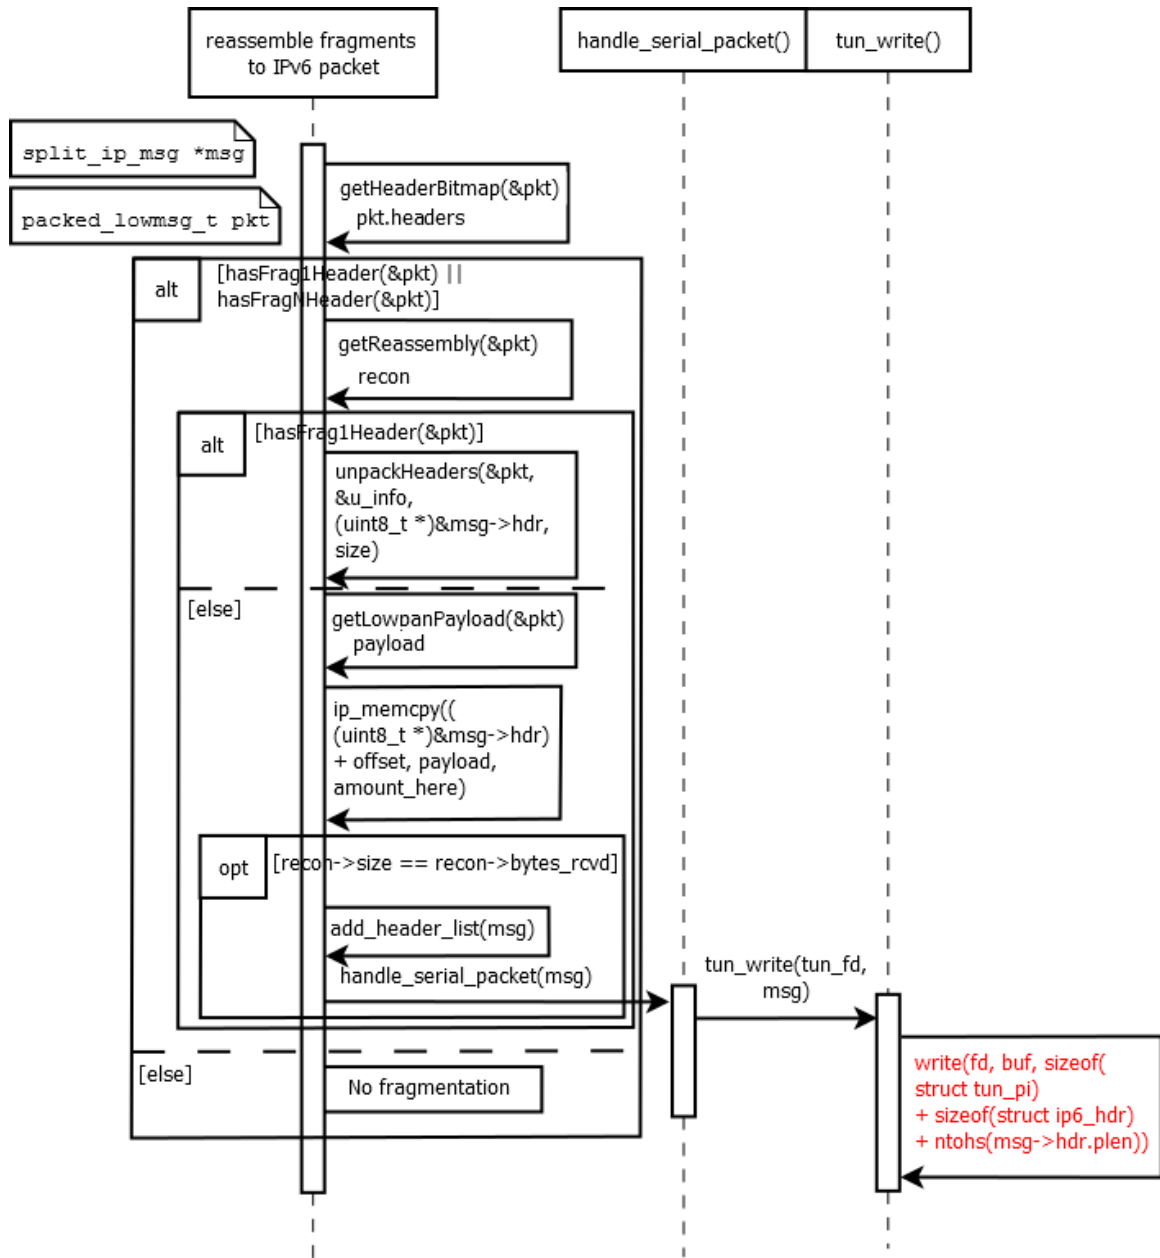 reassemble fragments
to IPv6 packet
handle_serial_packet()
tun_write()
split_ip_msg *msg
packed_lowmsg_t pkt
getHeaderBitmap(&pkt)
pkt.headers
alt
[hasFrag1Header(&pkt) ||
hasFragNHeader(&pkt)]
getReassembly(&pkt)
recon
alt
[hasFrag1Header(&pkt)]
unpackHeaders(&pkt,
&u_info,
(uint8_t *)&msg->hdr,
size)
[else]
getLowpanPayload(&pkt)
payload
ip_memcpy((
(uint8_t *)&msg->hdr)
+ offset, payload,
amount_here)
opt
[recon->size == recon->bytes_rcvd]
add_header_list(msg)
handle_serial_packet(msg)
tun_write(tun_fd,
msg)
write(fd, buf, sizeof(
struct tun_pi)
+ sizeof(struct ip6_hdr)
+ ntohs(msg->hdr.plen))
[else]
No fragmentation